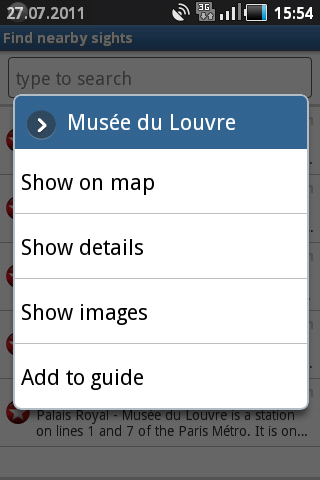 27.07.2011 3G 15:54
Find nearby sights
type to search
Musée du Louvre
Show on map
Show details
Show images
Add to guide
Palais Royal - Musée du Louvre is a station
on lines 1 and 7 of the Paris Métro. It is on...